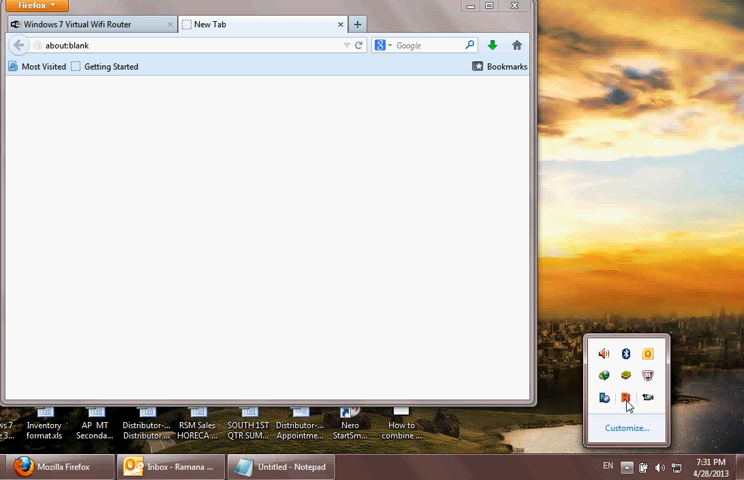 Firefox
Windows 7 Virtual Wifi Router
New Tab
about:blank
Google
Most Visited
Getting Started
Bookmarks
Inventory format.xls
AP MT Seconda...
Distributor-... Distributor ...
RSM Sales HORECA-...
SOUTH 1ST QTR SUM...
Distributor-... Appointme...
Nero StartSm...
How to combine ...
Customize...
Mozilla Firefox
Inbox - Ramana ...
Untitled - Notepad
EN
7:31 PM
4/28/2013